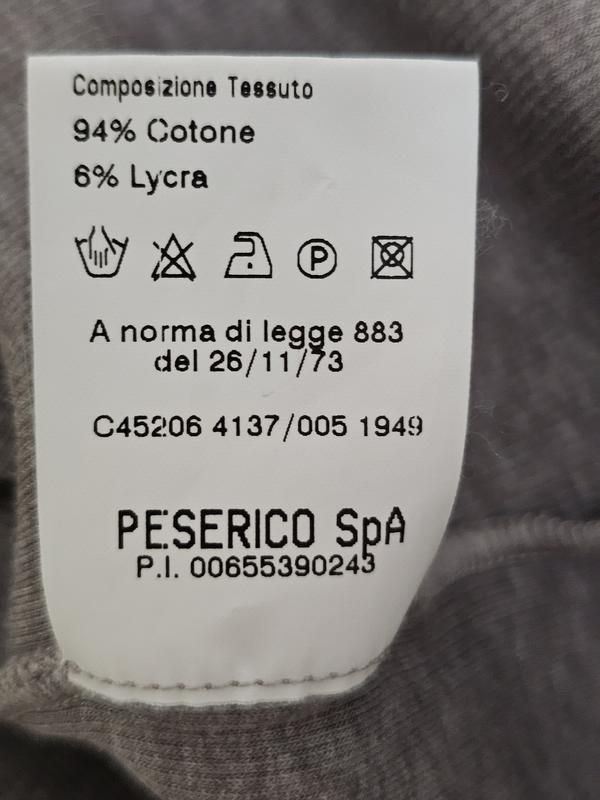 Composizione Tessuto
94% Cotone
6% Lycra
P
A norma di legge 883
del 26/11/73
C45206 4137/005 1949
PESERICO SpA
P.I. 00655390243